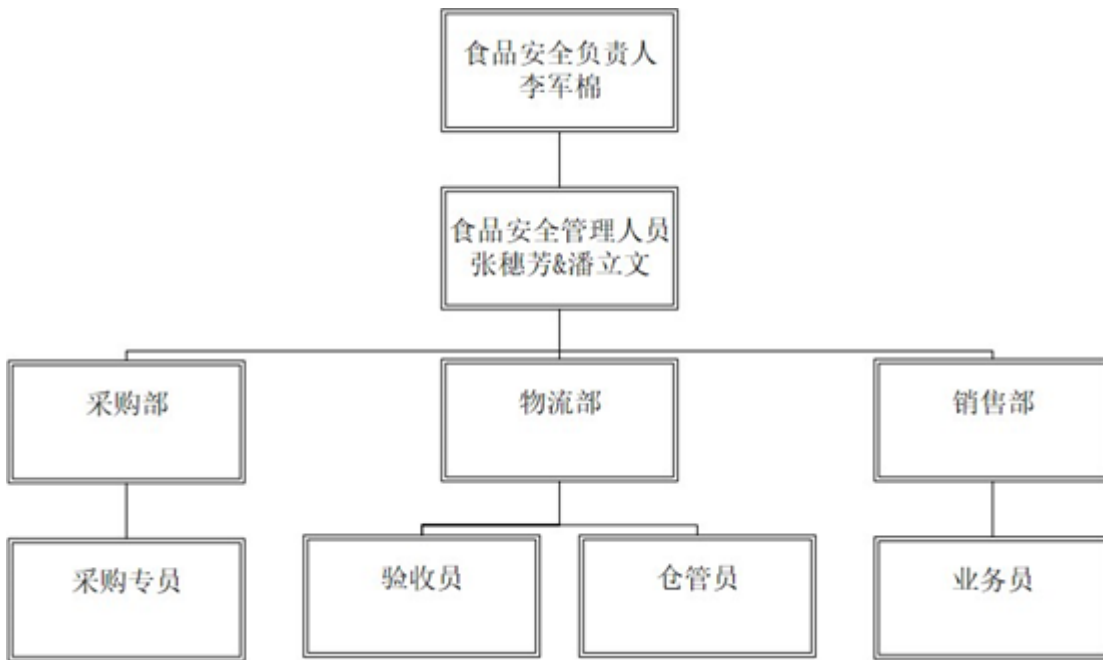 食品安全负责人
李军棉
食品安全管理人员
张穗芳&潘立文
采购部
物流部
销售部
采购专员
验收员
仓管员
业务员